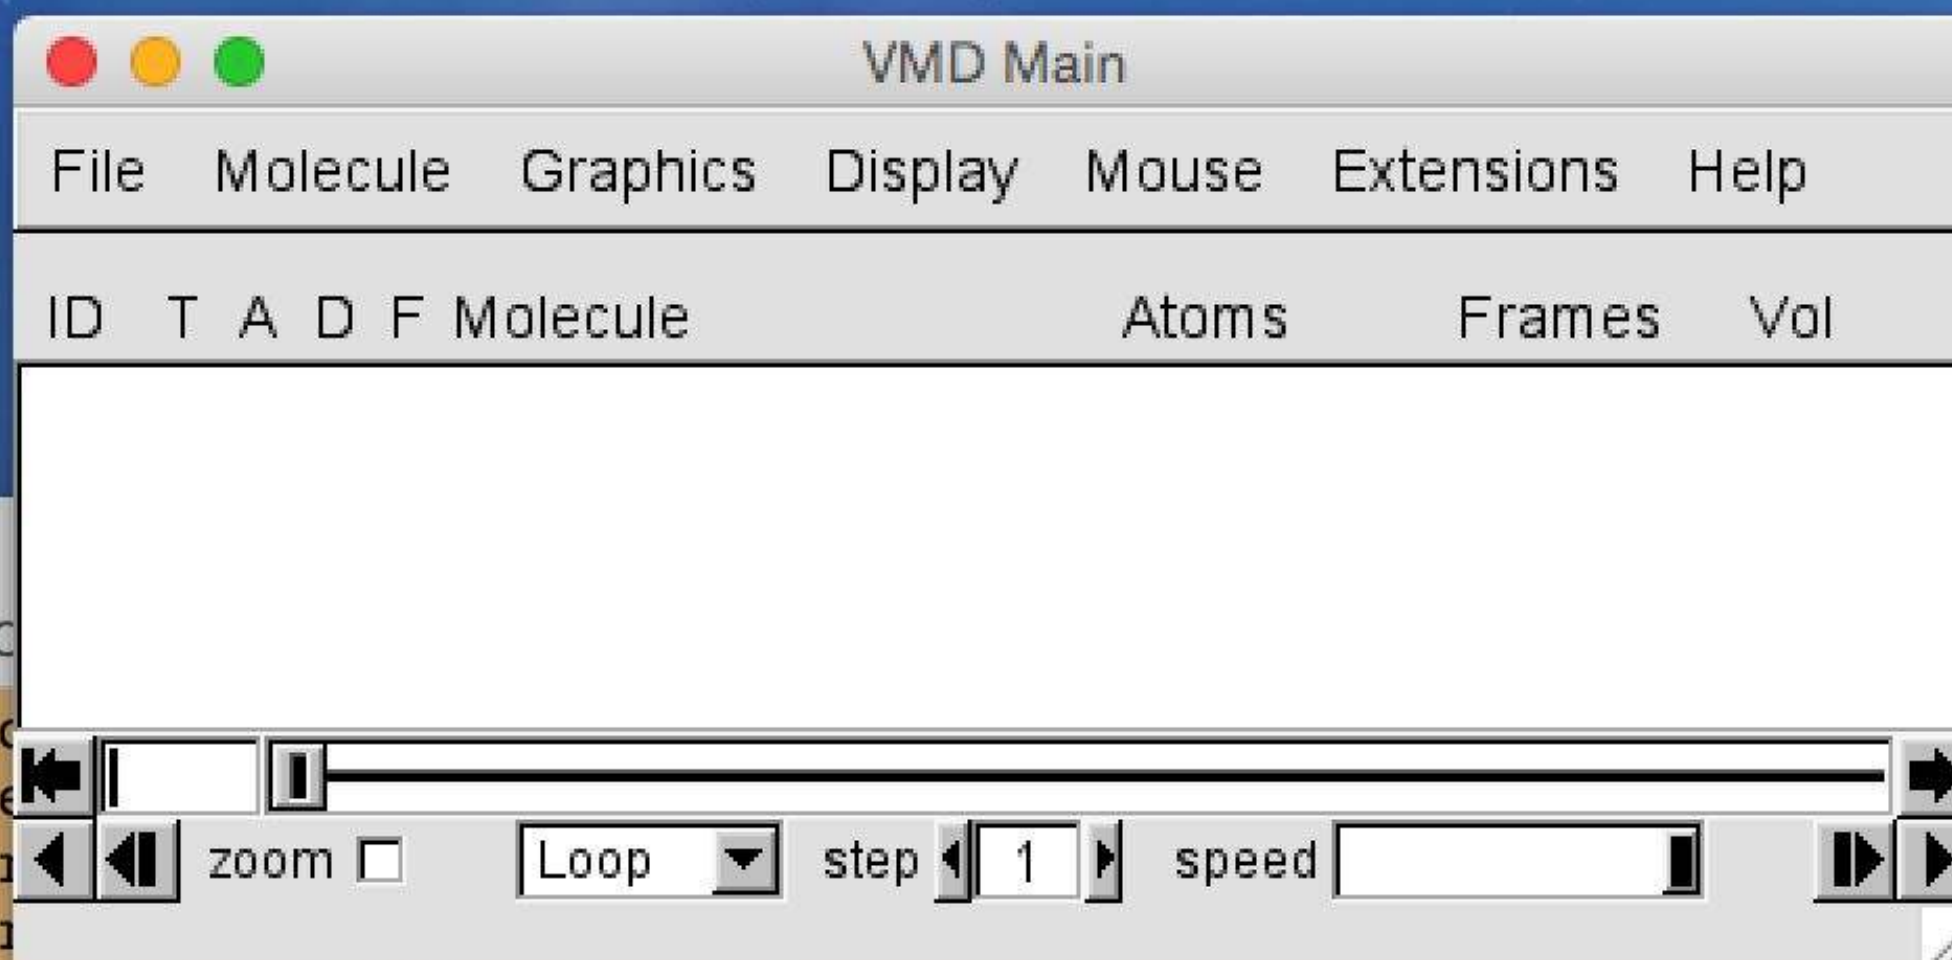 VMD Main
File Molecule Graphics Display Mouse Extensions Help
ID T A D F Molecule Atoms Frames Vol
zoom Loop step 1 speed